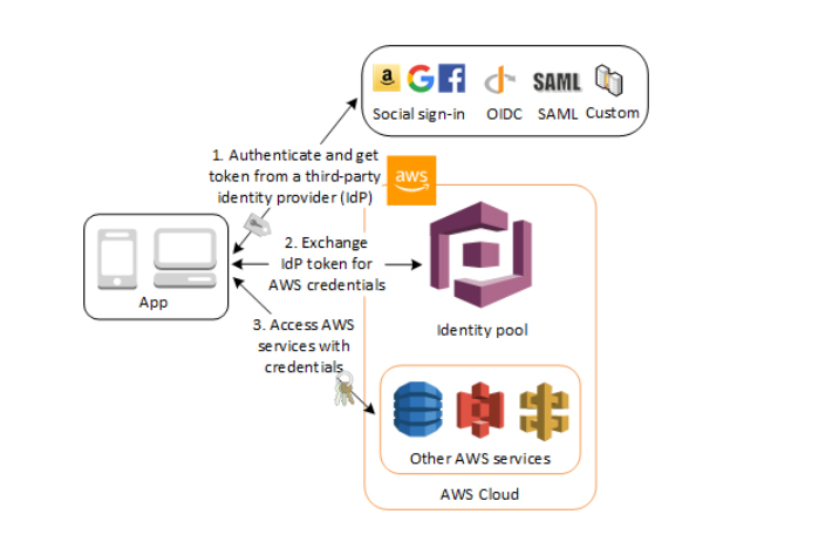 a
G
f
SAML
Social sign-in OIDC SAML Custom
1. Authenticate and get
token from a third-party
identity provider (IdP)
aws
2. Exchange
IdP token for
AWS credentials
App
Identity pool
3. Access AWS
services with
credentials
Other AWS services
AWS Cloud